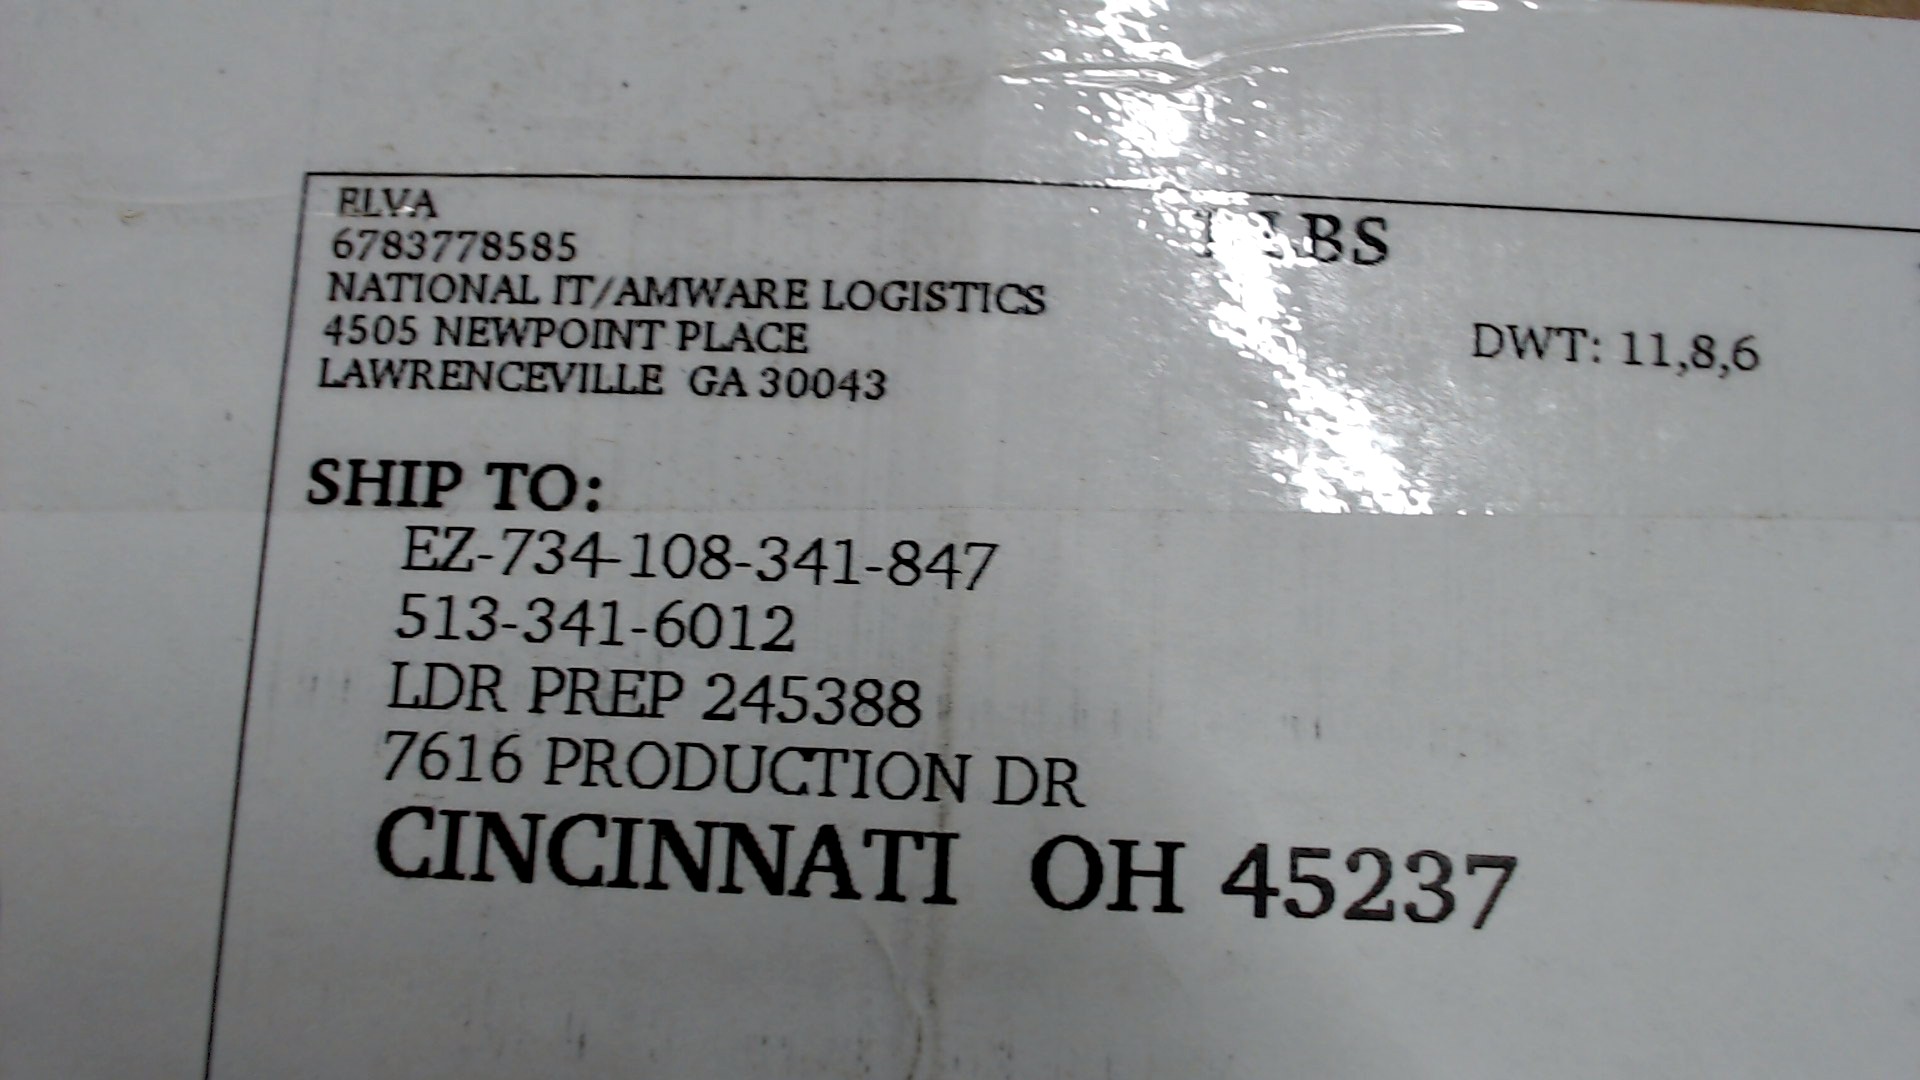 ELVA
6783778585
NATIONAL IT/AMWARE LOGISTICS
4505 NEWPOINT PLACE
LAWRENCEVILLE GA 30043
LBS
DWT: 11,8,6
SHIP TO:
EZ-734-108-341-847
513-341-6012
LDR PREP 245388
7616 PRODUCTION DR
CINCINNATI OH 45237